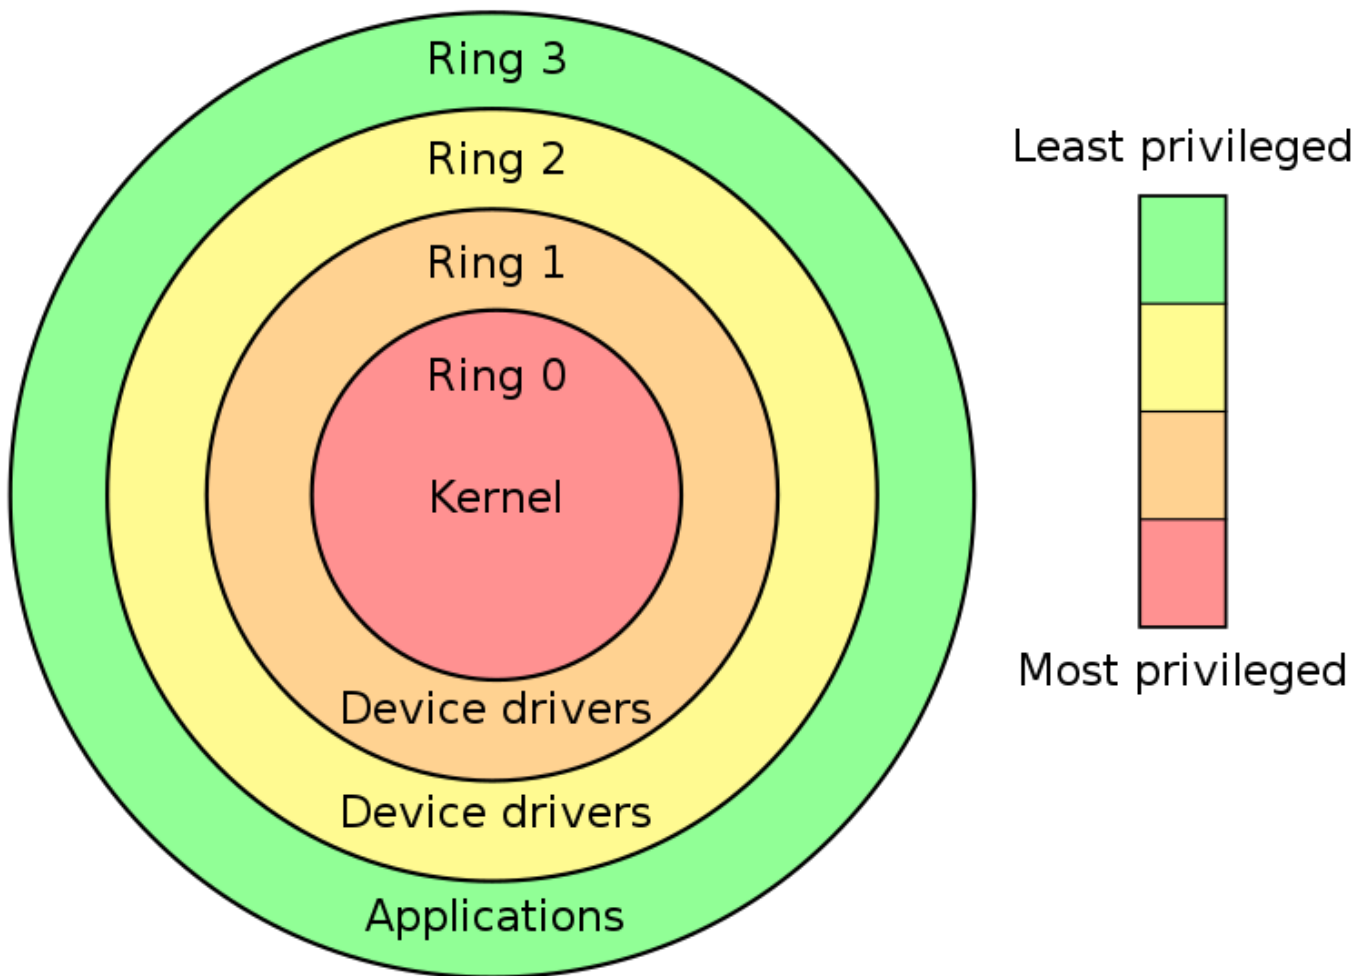 Ring 3
Ring 2
Ring 1
Ring 0
Kernel
Device drivers
Device drivers
Applications
Least privileged
Most privileged